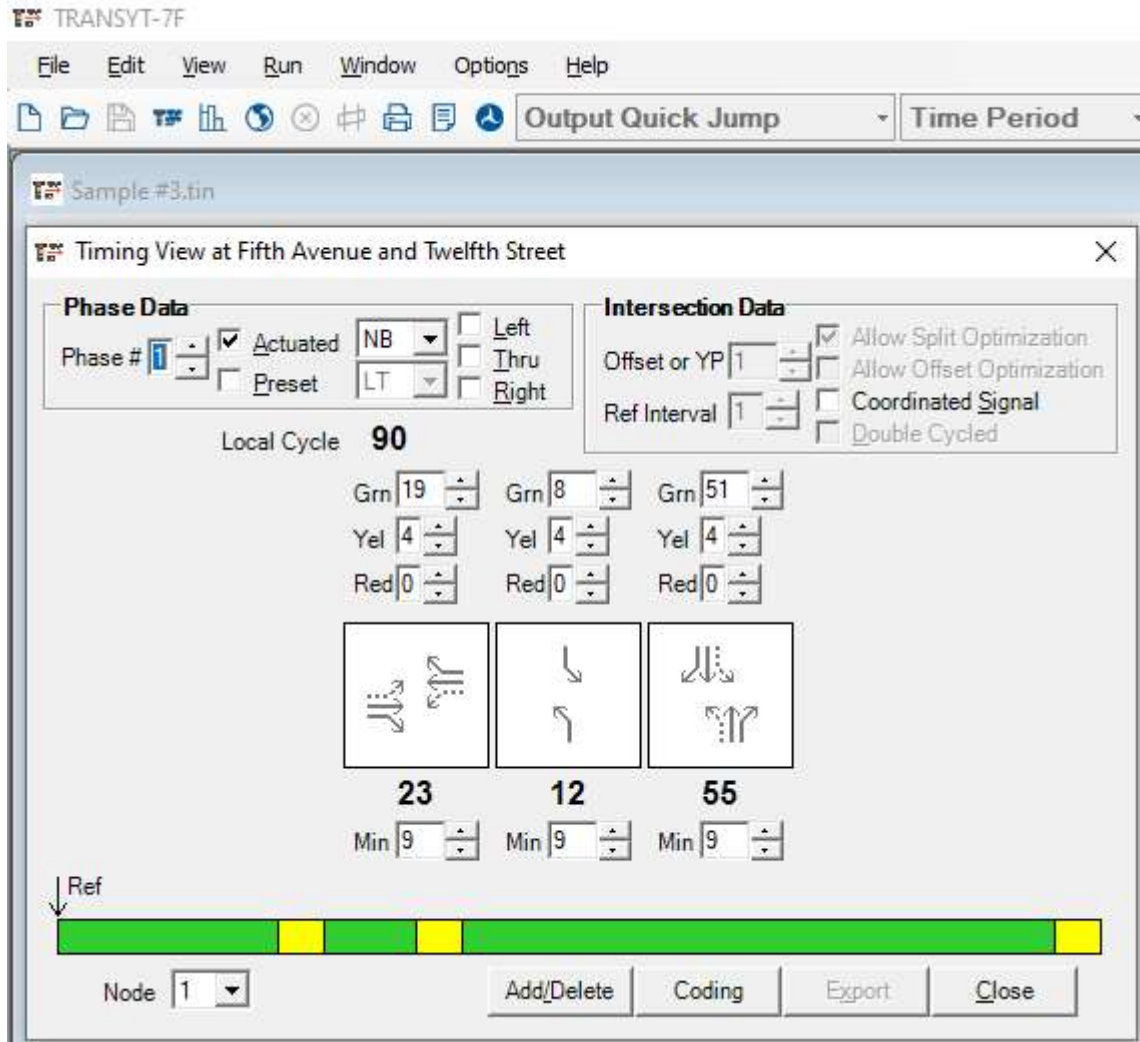 TRANSYT-7F
File Edit View Run Window Options Help
Output Quick Jump Time Period
Sample #3.tin
Timing View at Fifth Avenue and Twelfth Street
Phase Data
Phase # 1
Actuated
Preset
NB
LT
Left
Thru
Right
Intersection Data
Offset or YP 1
Ref Interval 1
Allow Split Optimization
Allow Offset Optimization
Coordinated Signal
Double Cycled
Local Cycle 90
Grn 19 Grn 8 Grn 51
Yel 4 Yel 4 Yel 4
Red 0 Red 0 Red 0
23 12 55
Min 9 Min 9 Min 9
Ref
Node 1 Add/Delete Coding Export Close